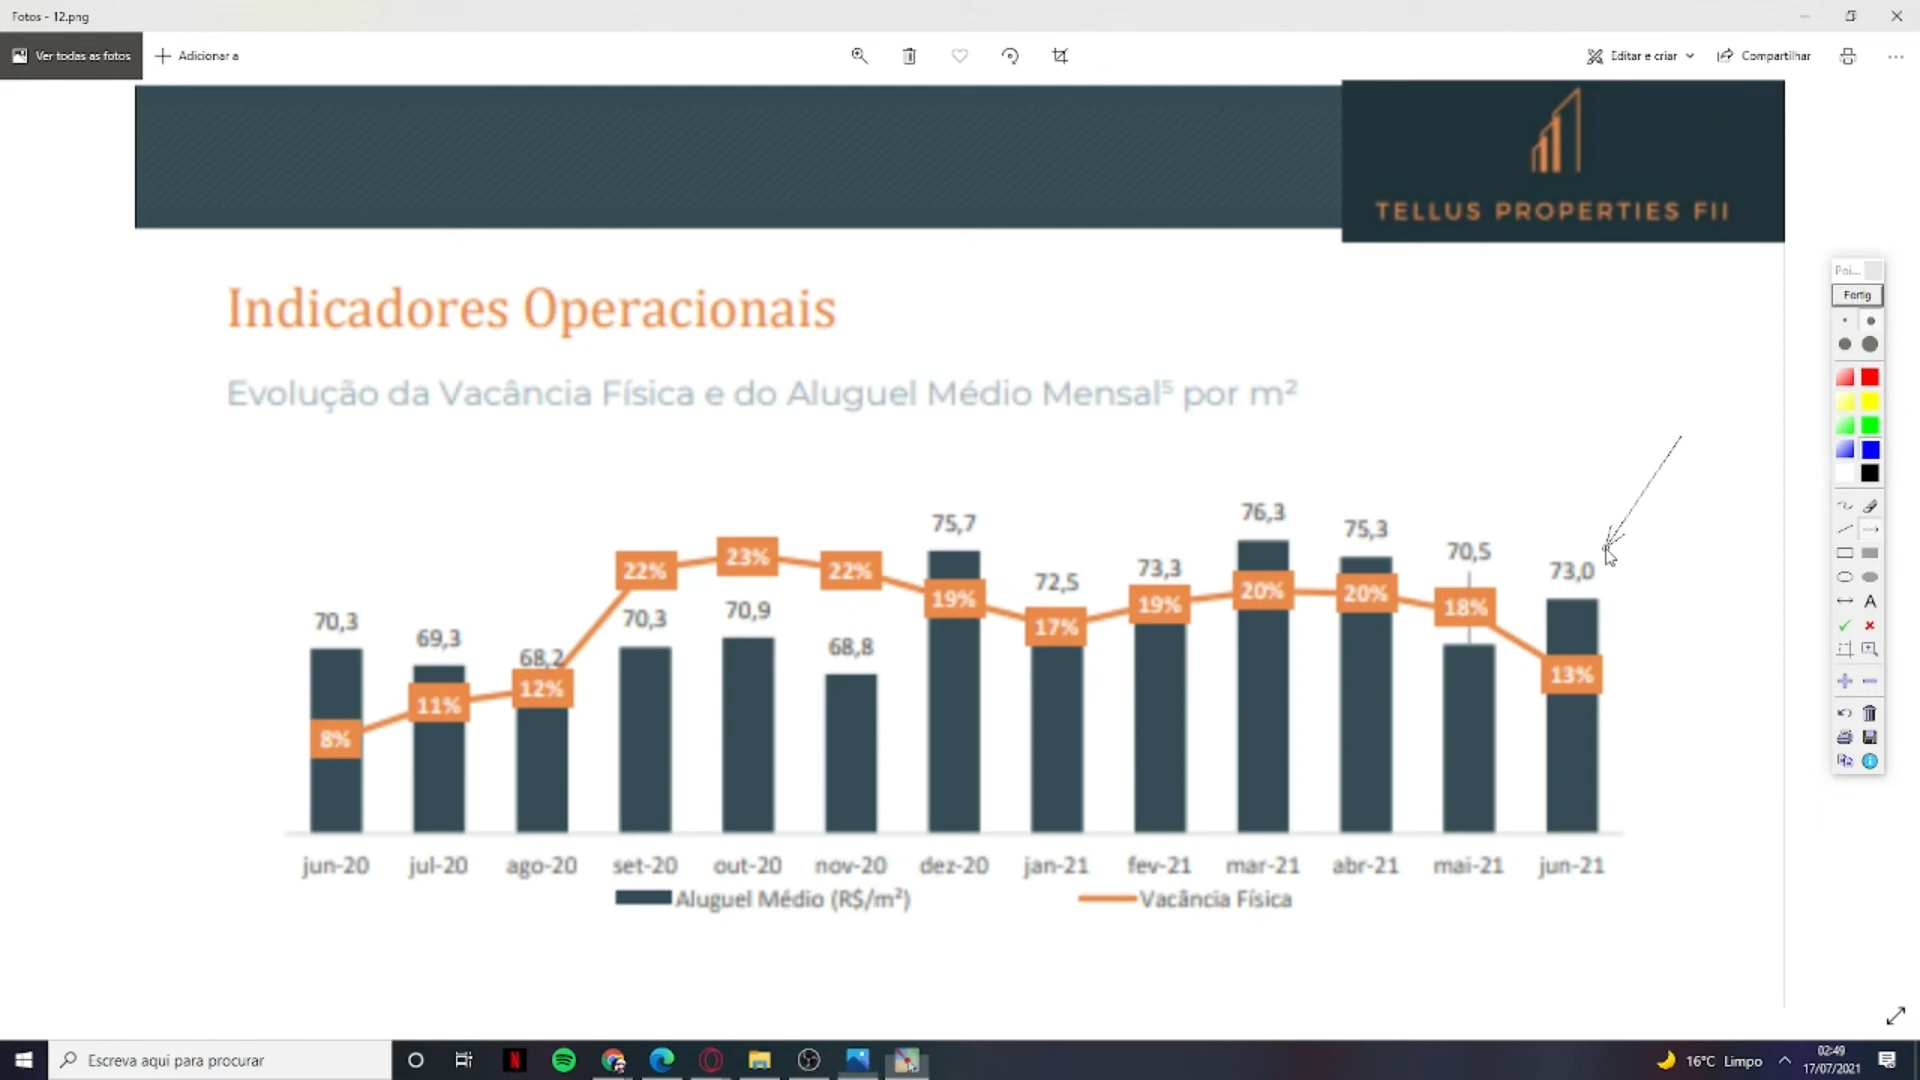 Fotos - 12.png
Ver todas as fotos
Adicionar a
Editar e criar
Compartilhar
TELLUS PROPERTIES FII
Indicadores Operacionais
Evolução da Vacância Física e do Aluguel Médio Mensal⁵ por m²
Poi...
Fertig
70,3 69,3 68,2 70,3 70,9 68,8 75,7 72,5 73,3 76,3 75,3 70,5 73,0
8% 11% 12% 22% 23% 22% 19% 17% 19% 20% 20% 18% 13%
jun-20 jul-20 ago-20 set-20 out-20 nov-20 dez-20 jan-21 fev-21 mar-21 abr-21 mai-21 jun-21
Aluguel Médio (R$/m²) Vacância Física
A
Escreva aqui para procurar
16°C Limpo
02:49
17/07/2021